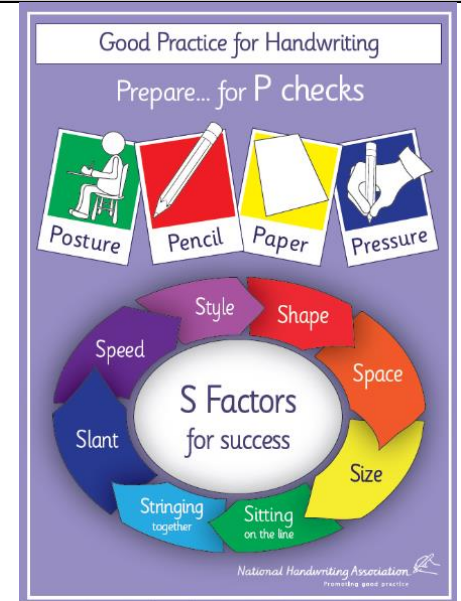 Good Practice for Handwriting
Prepare... for P checks
Posture
Pencil
Paper
Pressure
Style
Shape
Space
Size
Sitting
on the line
Stringing
together
Slant
Speed
S Factors
for success
National Handwriting Association
Promoting good practice